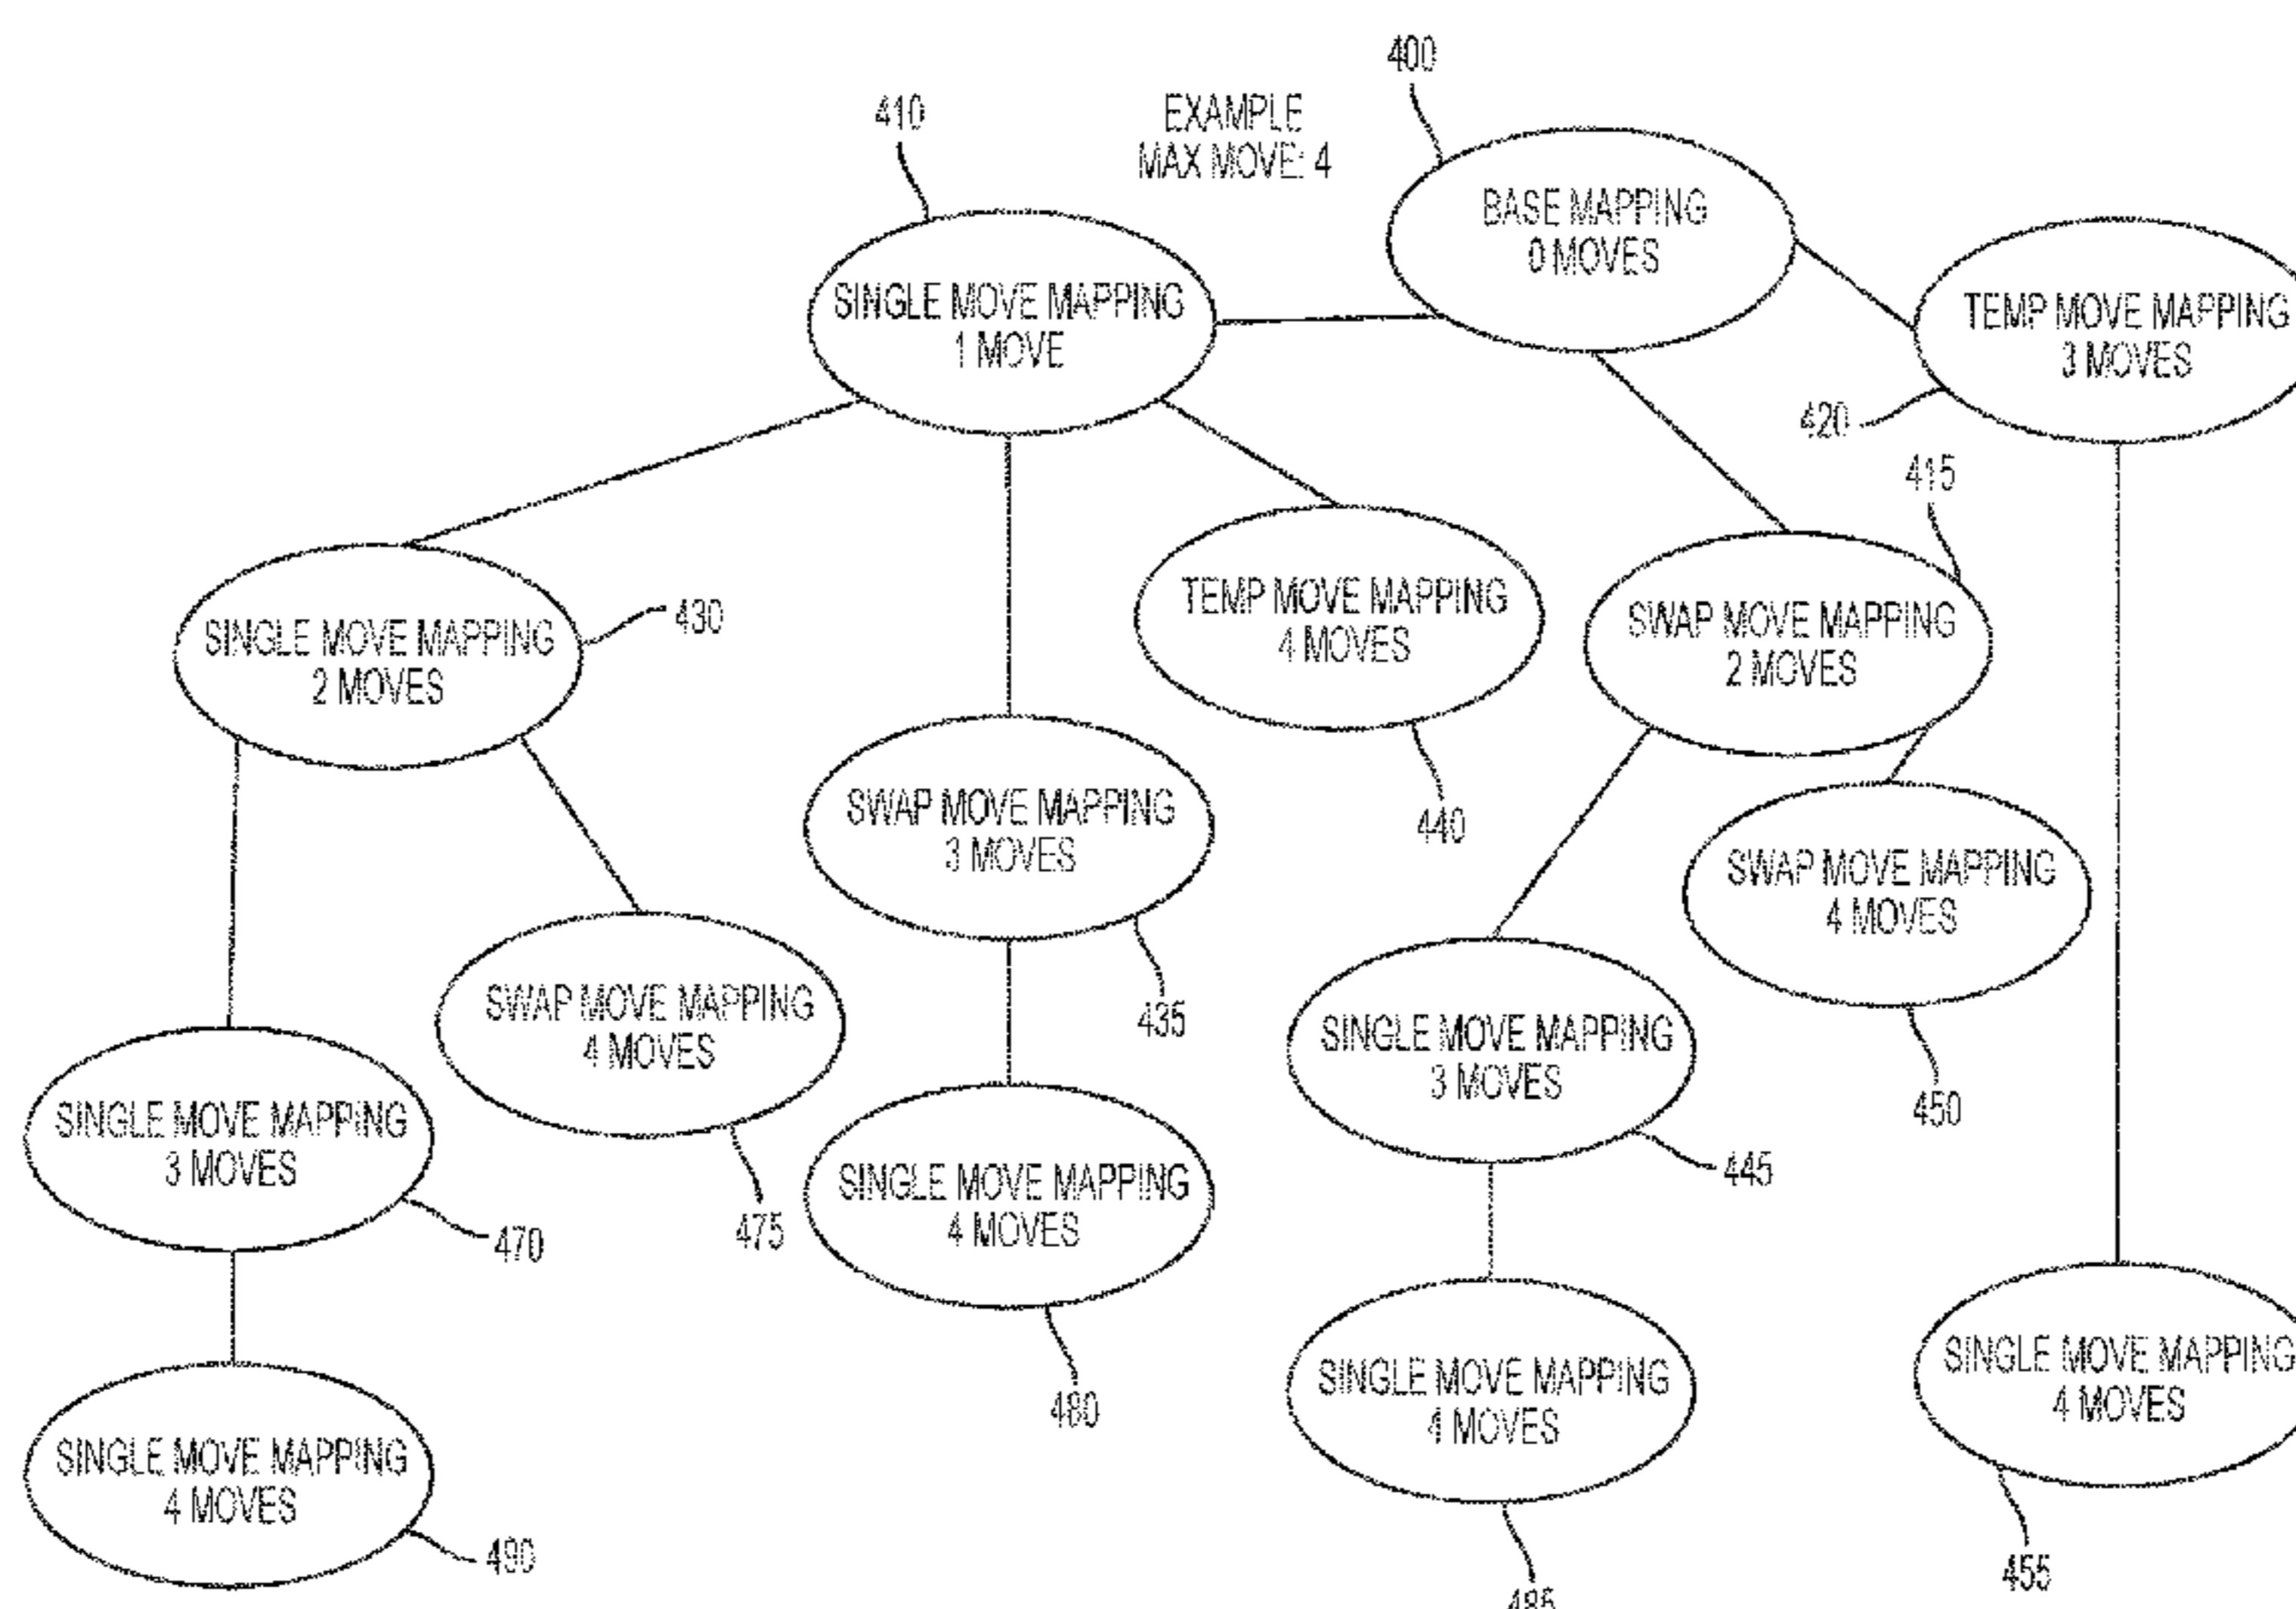 400
410
EXAMPLE
MAX MOVE: 4
BASE MAPPING
0 MOVES
SINGLE MOVE MAPPING
1 MOVE
TEMP MOVE MAPPING
3 MOVES
420
415
430
SINGLE MOVE MAPPING
2 MOVES
TEMP MOVE MAPPING
4 MOVES
440
SWAP MOVE MAPPING
2 MOVES
SWAP MOVE MAPPING
3 MOVES
435
SWAP MOVE MAPPING
4 MOVES
450
SWAP MOVE MAPPING
4 MOVES
475
SINGLE MOVE MAPPING
3 MOVES
445
SINGLE MOVE MAPPING
3 MOVES
470
SINGLE MOVE MAPPING
4 MOVES
480
SINGLE MOVE MAPPING
4 MOVES
485
SINGLE MOVE MAPPING
4 MOVES
455
SINGLE MOVE MAPPING
4 MOVES
490